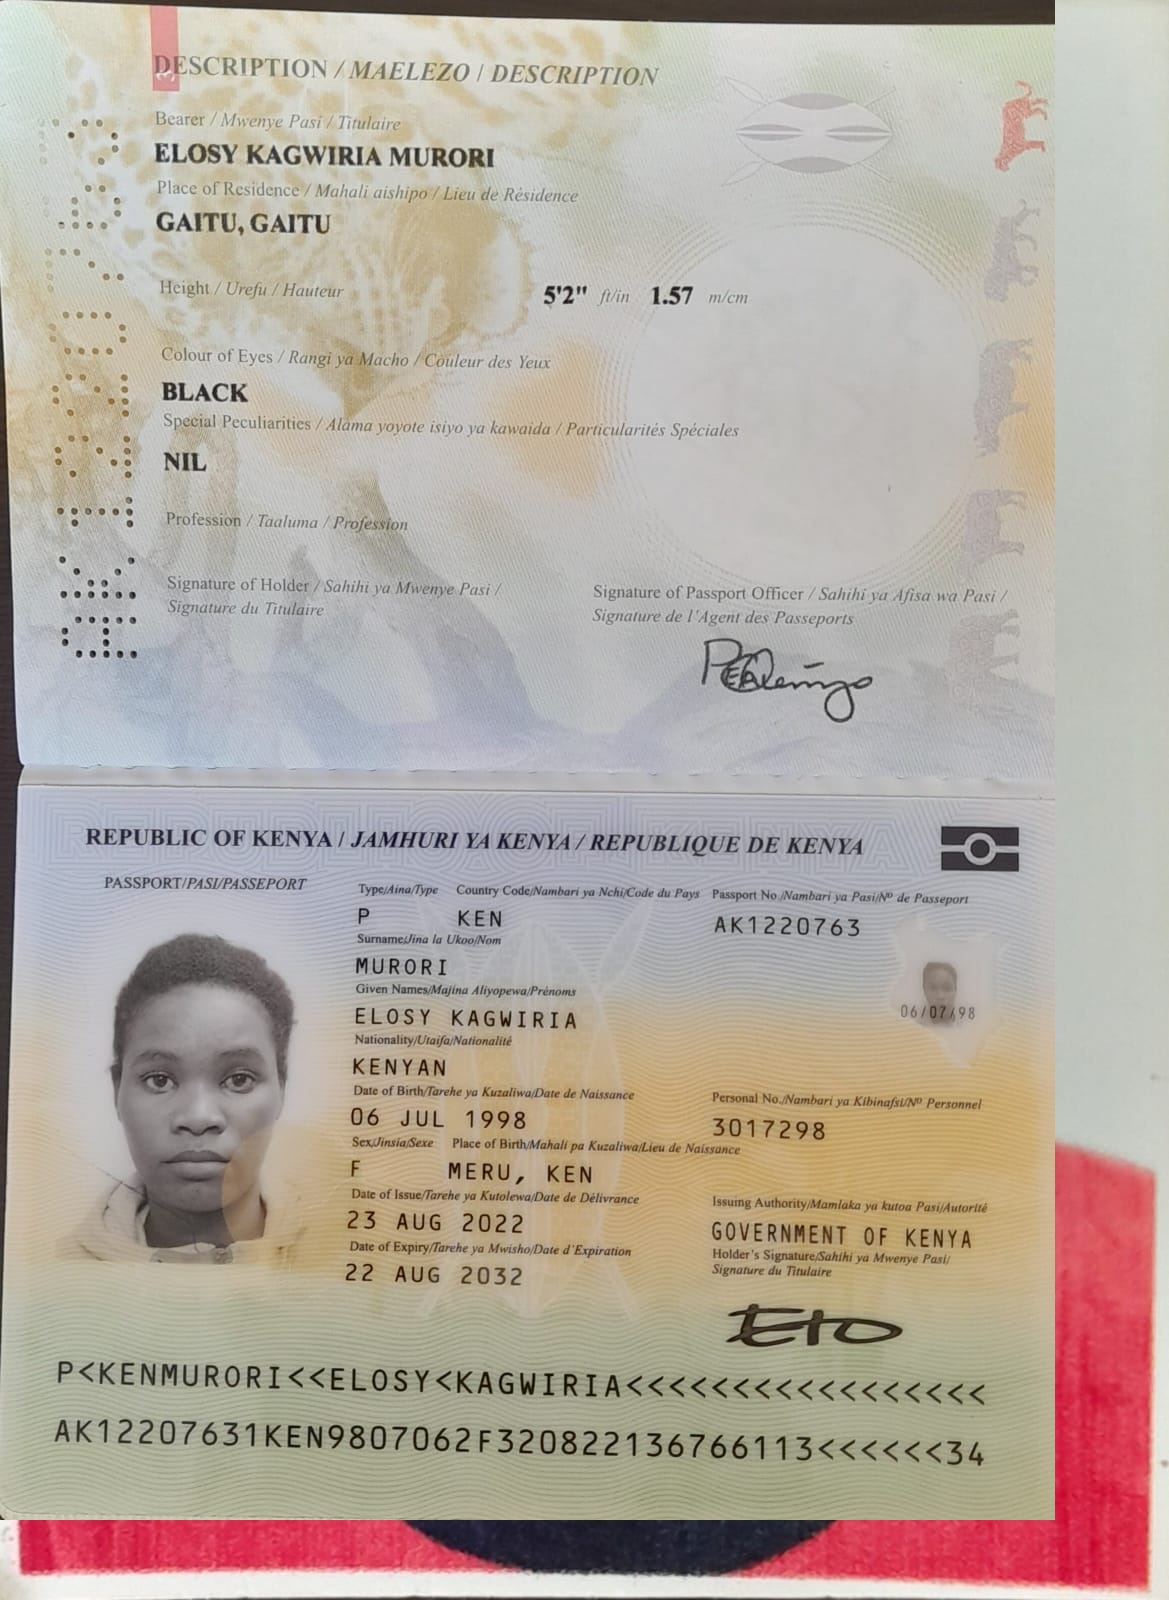 DESCRIPTION / MAELEZO / DESCRIPTION
Bearer / Mwenye Pasi / Titulaire
ELOSY KAGWIRIA MURORI
Place of Residence / Mahali aishipo / Lieu de Résidence
GAITU, GAITU
Height / Urefu / Hauteur 5'2" ft/in 1.57 m/cm
Colour of Eyes / Rangi ya Macho / Couleur des Yeux
BLACK
Special Peculiarities / Alama yoyote isiyo ya kawaida / Particularités Spéciales
NIL
Profession / Taaluma / Profession
Signature of Holder / Sahihi ya Mwenye Pasi /
Signature du Titulaire
Signature of Passport Officer / Sahihi ya Afisa wa Pasi /
Signature de l'Agent des Passeports
REPUBLIC OF KENYA / JAMHURI YA KENYA / REPUBLIQUE DE KENYA
PASSPORT/PASI/PASSEPORT
Type/Aina/Type Country Code/Nambari ya Nchi/Code du Pays Passport No./Nambari ya Pasi/Nº de Passeport
P KEN AK1220763
Surname/Jina la Ukoo/Nom
MURORI
Given Names/Majina Aliyopewa/Prénoms
ELOSY KAGWIRIA
06/07/98
Nationality/Utaifa/Nationalité
KENYAN
Date of Birth/Tarehe ya Kuzaliwa/Date de Naissance Personal No./Nambari ya Kibinafsi/Nº Personnel
06 JUL 1998 3017298
Sex/Jinsia/Sexe Place of Birth/Mahali pa Kuzaliwa/Lieu de Naissance
F MERU, KEN
Date of Issue/Tarehe ya Kutolewa/Date de Délivrance Issuing Authority/Mamlaka ya kutoa Pasi/Autorité
23 AUG 2022 GOVERNMENT OF KENYA
Date of Expiry/Tarehe ya Mwisho/Date d'Expiration Holder's Signature/Sahihi ya Mwenye Pasi/
Signature du Titulaire
22 AUG 2032
P<KENMURORI<<ELOSY<KAGWIRIA<<<<<<<<<<<<<<<<<
AK12207631KEN9807062F320822136766113<<<<<<34